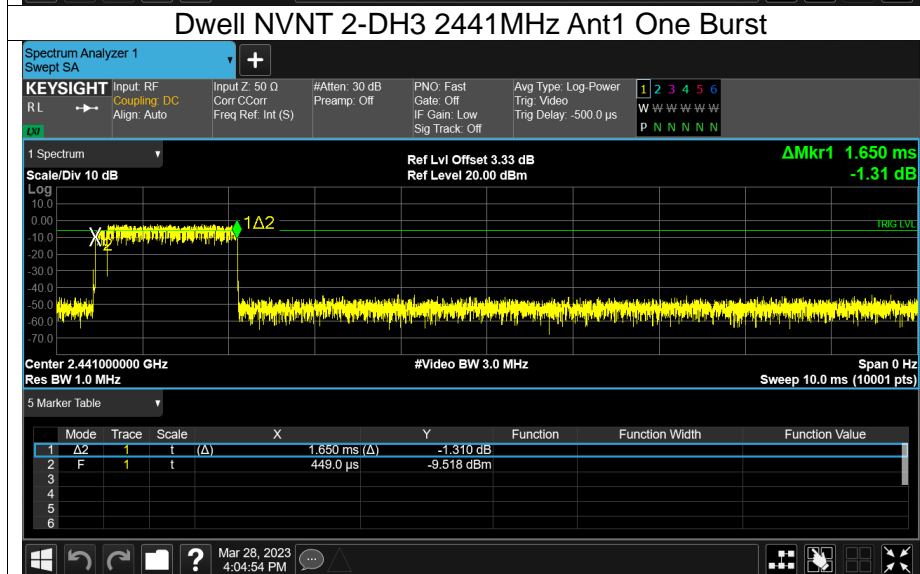 Dwell NVNT 2-DH3 2441MHz Ant1 One Burst
Spectrum Analyzer 1
Swept SA
+
KEYSIGHT Input: RF Input Z: 50 Ω #Atten: 30 dB PNO: Fast Avg Type: Log-Power 1 2 3 4 5 6
R L Coupling: DC Corr CCorr Preamp: Off Gate: Off Trig: Video W W W W W W
Align: Auto Freq Ref: Int (S) IF Gain: Low Trig Delay: -500.0 µs
LXI Sig Track: Off P N N N N N
1 Spectrum Ref Lvl Offset 3.33 dB ΔMkr1 1.650 ms
Scale/Div 10 dB Ref Level 20.00 dBm -1.31 dB
Log
10.0
0.00 1Δ2 TRIG LVL
-10.0 X 2
-20.0
-30.0
-40.0
-50.0
-60.0
-70.0
Center 2.441000000 GHz #Video BW 3.0 MHz Span 0 Hz
Res BW 1.0 MHz Sweep 10.0 ms (10001 pts)
5 Marker Table
Mode Trace Scale X Y Function Function Width Function Value
1 Δ2 1 t (Δ) 1.650 ms (Δ) -1.310 dB
2 F 1 t 449.0 µs -9.518 dBm
3
4
5
6
? Mar 28, 2023
4:04:54 PM